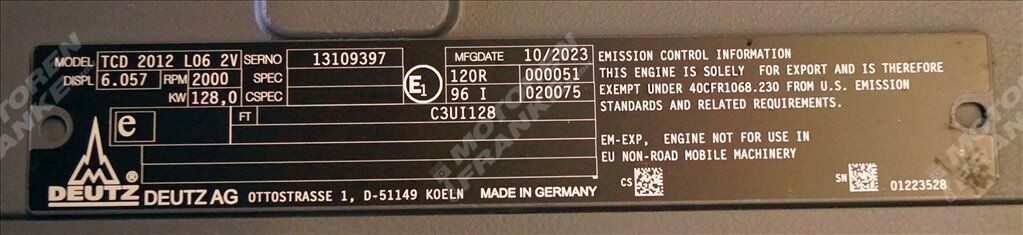 MODEL TCD 2012 L06 2V SERNO 13109397 MFGDATE 10/2023
DISPL 6.057 RPM 2000 SPEC E1 120R 000051
KW 128,0 CSPEC 96 I 020075
e FT C3UI128
DEUTZ® DEUTZ AG OTTOSTRASSE 1, D-51149 KOELN MADE IN GERMANY
EMISSION CONTROL INFORMATION
THIS ENGINE IS SOLELY FOR EXPORT AND IS THEREFORE
EXEMPT UNDER 40CFR1068.230 FROM U.S. EMISSION
STANDARDS AND RELATED REQUIREMENTS.
EM-EXP, ENGINE NOT FOR USE IN
EU NON-ROAD MOBILE MACHINERY
CS SN 01223528
© MOTOREN FRANKEN